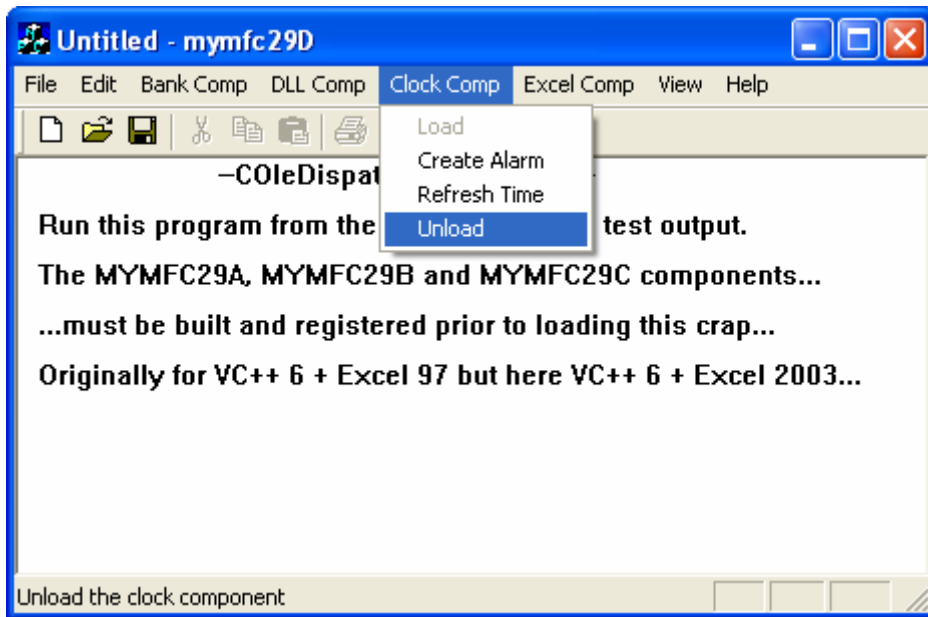 Untitled - mymfc29D
File Edit Bank Comp DLL Comp Clock Comp Excel Comp View Help
Load
Create Alarm
Refresh Time
Unload
–COleDispat
Run this program from the test output.
The MYMFC29A, MYMFC29B and MYMFC29C components...
...must be built and registered prior to loading this crap...
Originally for VC++ 6 + Excel 97 but here VC++ 6 + Excel 2003...
Unload the clock component